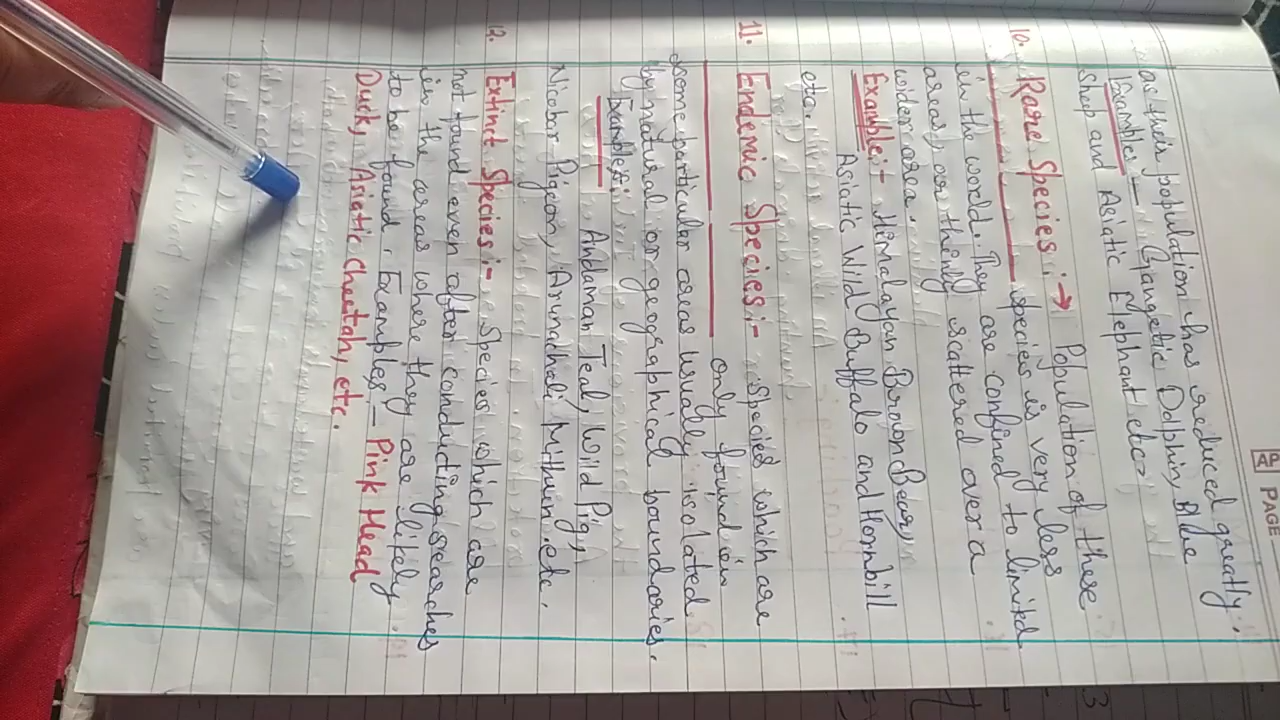 AP
PAGE
as their population has reduced greatly.
Examples:- Gangetic Dolphin, Blue
Shep and Asiatic Elephant etc.
10. Rare Species :→ Population of these
species is very less
in the world. They are confined to limited
areas, or thinly scattered over a
wider area.
Example:- Himalayan Brown Bear,
Asiatic Wild Buffalo and Hornbill
etc.
11. Endemic Species:- Species which are
only found in
some particular areas usually isolated
by natural or geographical boundaries.
Examples:
Andaman Teal, Wild Pig,
Nicobar Pigeon, Arunachali Mithun etc.
12. Extinct Species:- Species which are
not found even after conducting searches
in the areas where they are likely
to be found. Examples:- Pink Head
Duck, Asiatic Cheetah, etc.